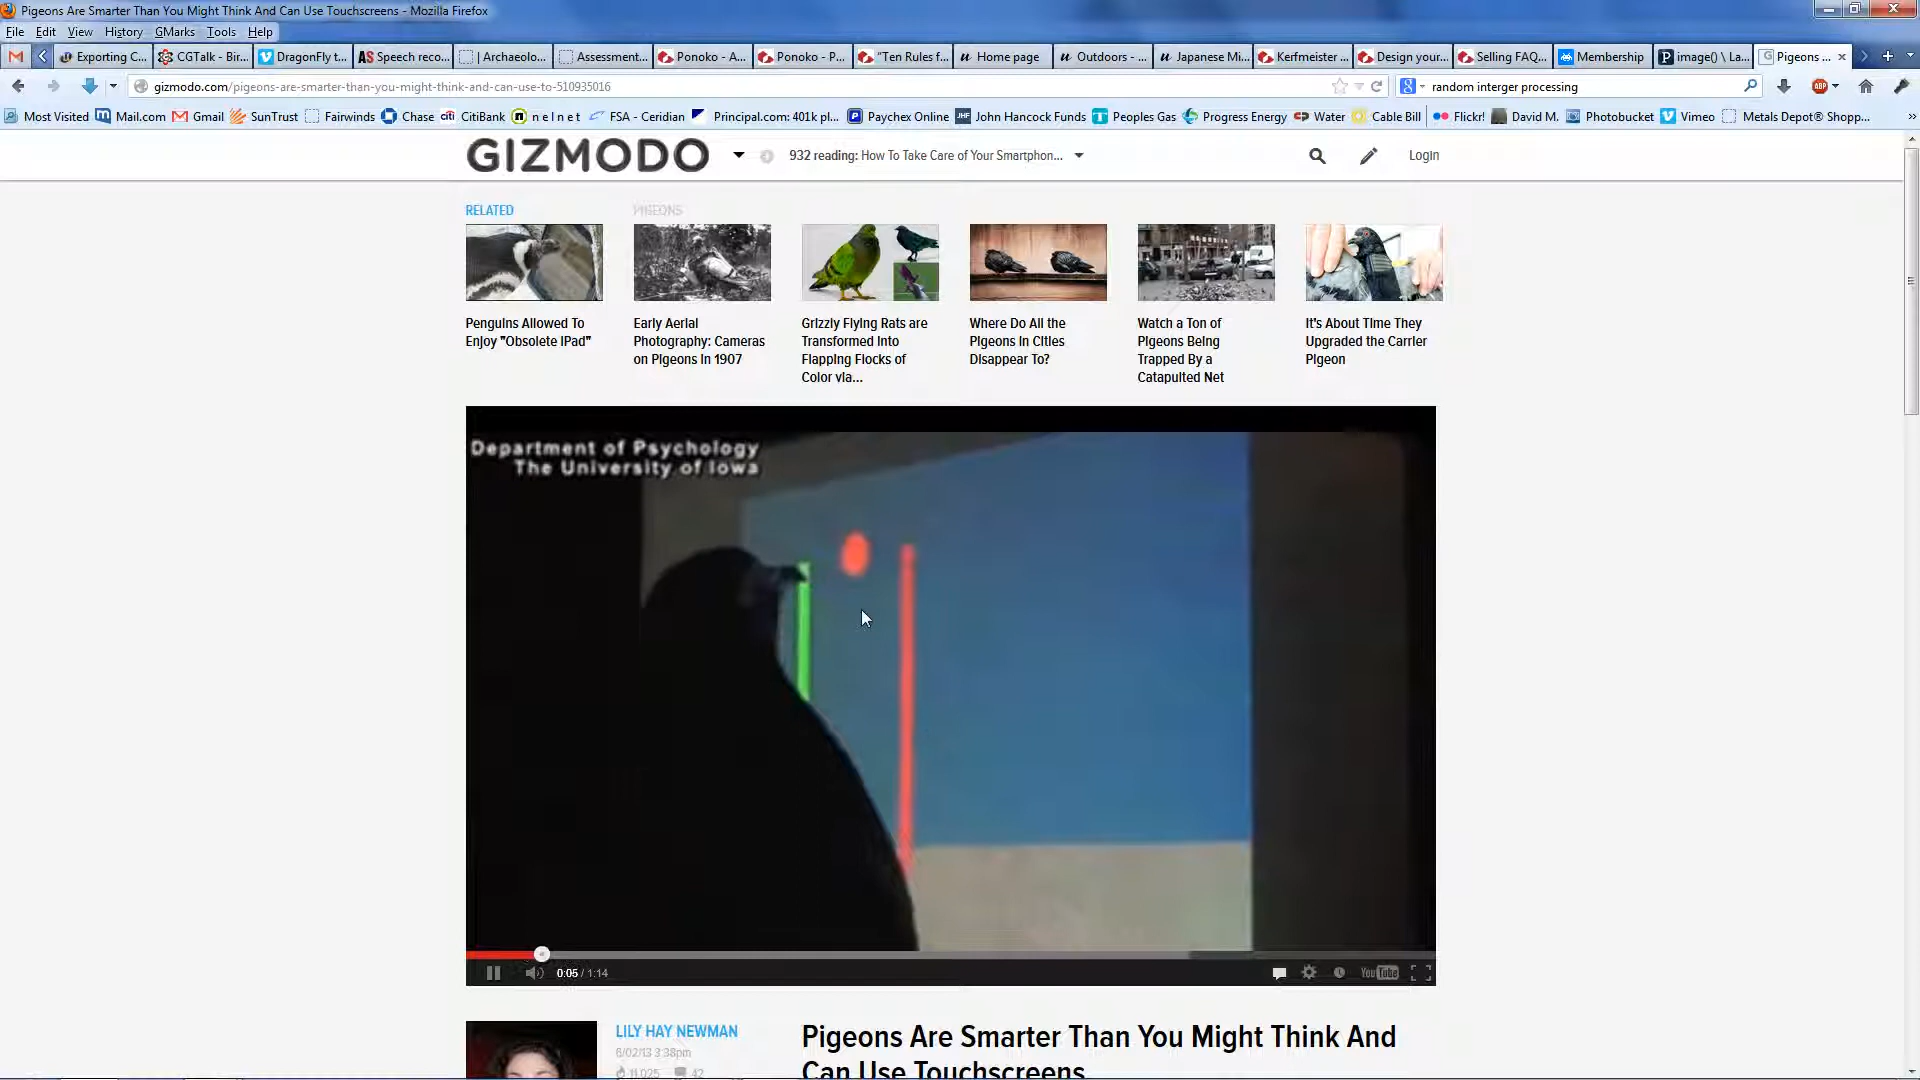 Pigeons Are Smarter Than You Might Think And Can Use Touchscreens - Mozilla Firefox
File Edit View History GMarks Tools Help
Exporting C... CGTalk - Bir... DragonFly t... Speech reco... | Archaeolo... Assessment... Ponoko - A... Ponoko - P... "Ten Rules f... Home page Outdoors - ... Japanese Mi... Kerfmeister ... Design your... Selling FAQ... Membership image() \ La... Pigeons ...
gizmodo.com/pigeons-are-smarter-than-you-might-think-and-can-use-to-510935016 random interger processing
Most Visited Mail.com Gmail SunTrust Fairwinds Chase CitiBank n e l n e t FSA - Ceridian Principal.com: 401k pl... Paychex Online John Hancock Funds Peoples Gas Progress Energy Water Cable Bill Flickr! David M. Photobucket Vimeo Metals Depot® Shopp...
GIZMODO 932 reading: How To Take Care of Your Smartphon... Login
RELATED PIGEONS
Penguins Allowed To
Enjoy "Obsolete iPad"
Early Aerial
Photography: Cameras
on Pigeons In 1907
Grizzly Flying Rats are
Transformed Into
Flapping Flocks of
Color via...
Where Do All the
Pigeons In Cities
Disappear To?
Watch a Ton of
Pigeons Being
Trapped By a
Catapulted Net
It's About Time They
Upgraded the Carrier
Pigeon
Department of Psychology
The University of Iowa
0:05 / 1:14 YouTube
LILY HAY NEWMAN
6/02/13 3:38pm
11,025 42
Pigeons Are Smarter Than You Might Think And
Can Use Touchscreens